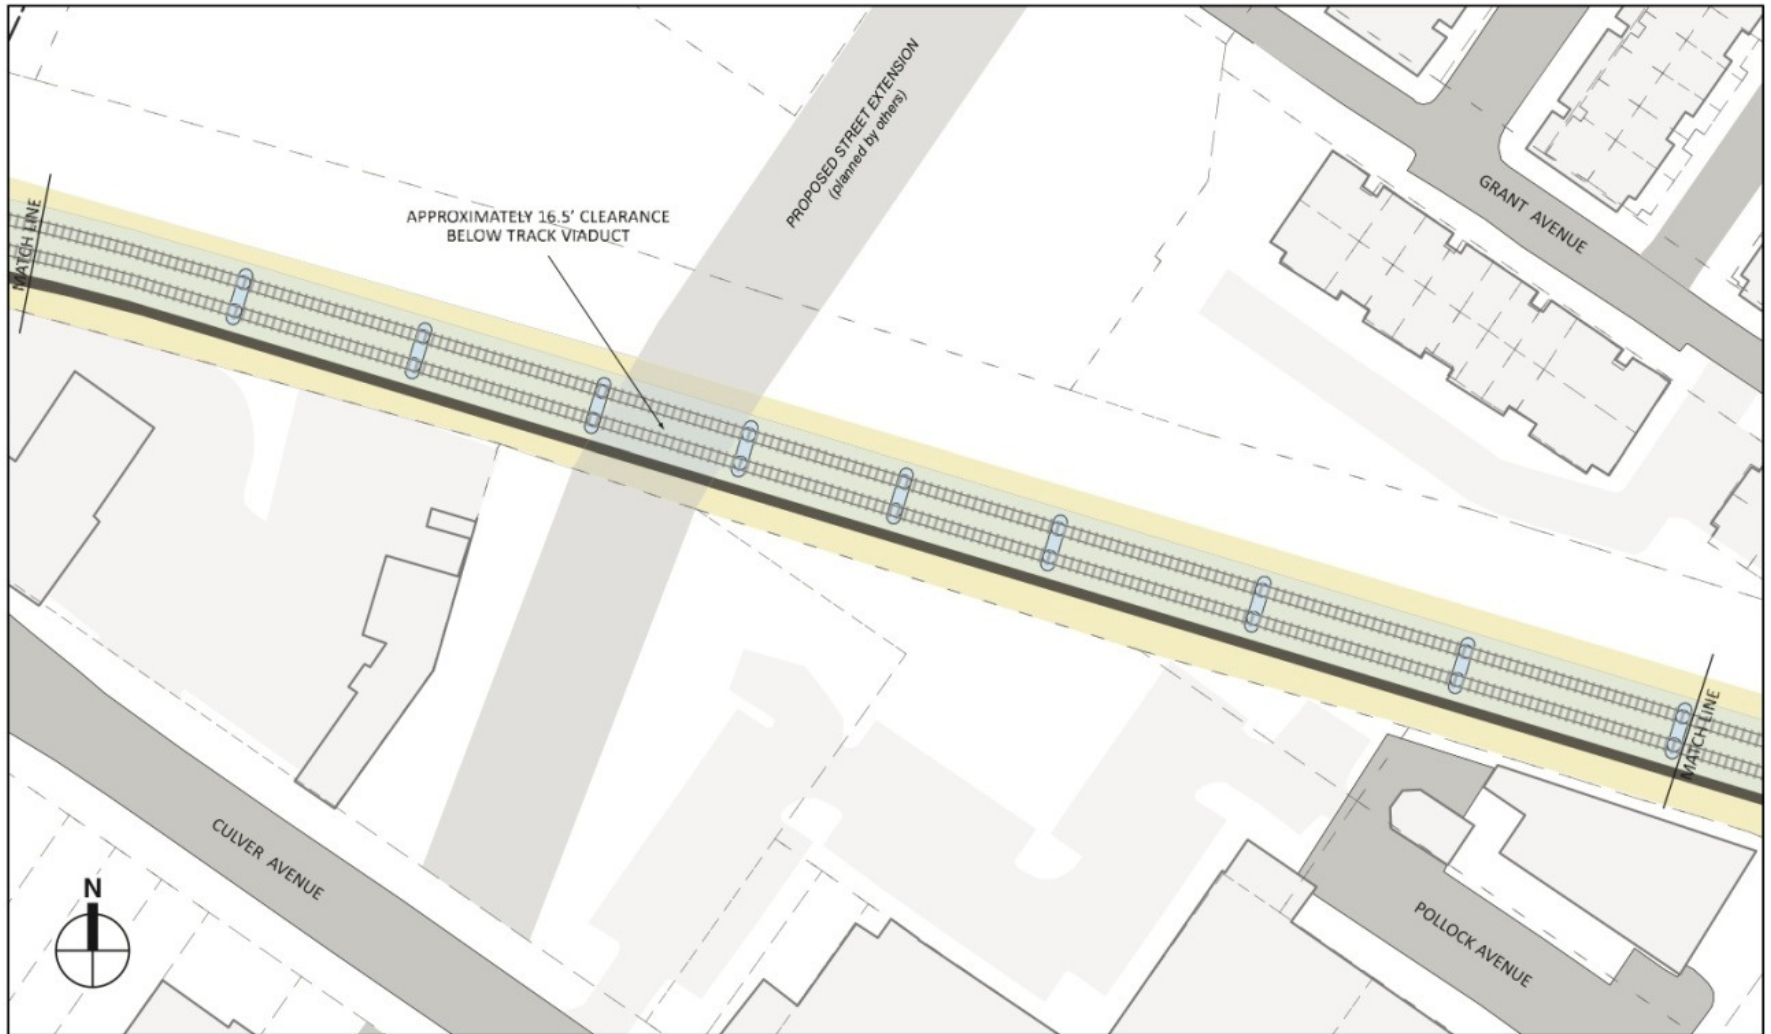 PROPOSED STREET EXTENSION
(planned by others)
GRANT AVENUE
MATCH LINE
APPROXIMATELY 16.5' CLEARANCE
BELOW TRACK VIADUCT
MATCH LINE
CULVER AVENUE
N
POLLOCK AVENUE